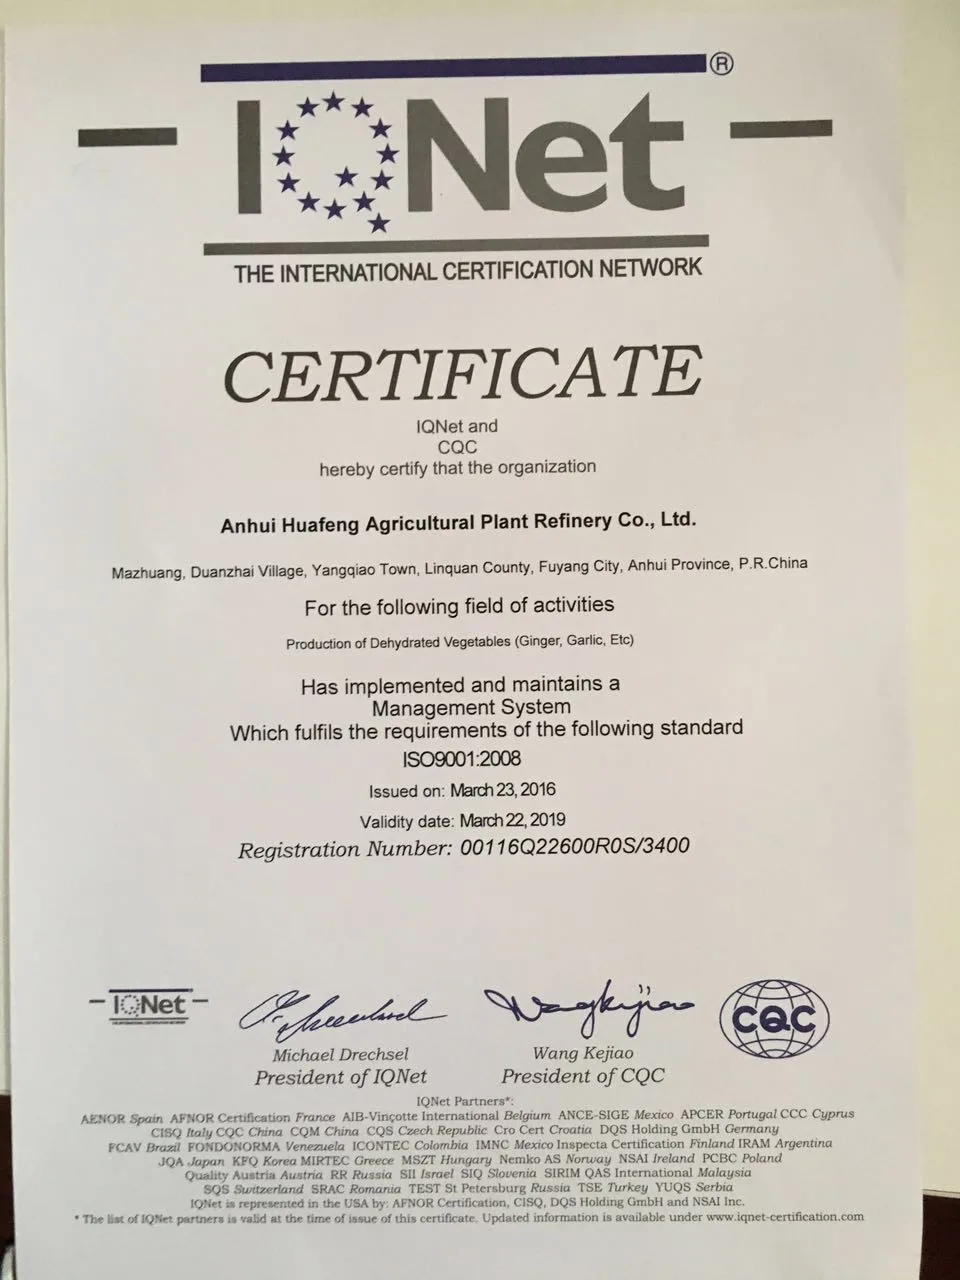 IQNet ®
THE INTERNATIONAL CERTIFICATION NETWORK
CERTIFICATE
IQNet and
CQC
hereby certify that the organization
Anhui Huafeng Agricultural Plant Refinery Co., Ltd.
Mazhuang, Duanzhai Village, Yangqiao Town, Linquan County, Fuyang City, Anhui Province, P.R.China
For the following field of activities
Production of Dehydrated Vegetables (Ginger, Garlic, Etc)
Has implemented and maintains a
Management System
Which fulfils the requirements of the following standard
ISO9001:2008
Issued on: March 23, 2016
Validity date: March 22, 2019
Registration Number: 00116Q22600R0S/3400
IQNet
THE INTERNATIONAL CERTIFICATION NETWORK
Wangkejiao
CQC
Michael Drechsel
Wang Kejiao
President of IQNet
President of CQC
IQNet Partners*:
AENOR Spain AFNOR Certification France AIB-Vinçotte International Belgium ANCE-SIGE Mexico APCER Portugal CCC Cyprus
CISQ Italy CQC China CQM China CQS Czech Republic Cro Cert Croatia DQS Holding GmbH Germany
FCAV Brazil FONDONORMA Venezuela ICONTEC Colombia IMNC Mexico Inspecta Certification Finland IRAM Argentina
JQA Japan KFQ Korea MIRTEC Greece MSZT Hungary Nemko AS Norway NSAI Ireland PCBC Poland
Quality Austria Austria RR Russia SII Israel SIQ Slovenia SIRIM QAS International Malaysia
SQS Switzerland SRAC Romania TEST St Petersburg Russia TSE Turkey YUQS Serbia
IQNet is represented in the USA by: AFNOR Certification, CISQ, DQS Holding GmbH and NSAI Inc.
* The list of IQNet partners is valid at the time of issue of this certificate. Updated information is available under www.iqnet-certification.com